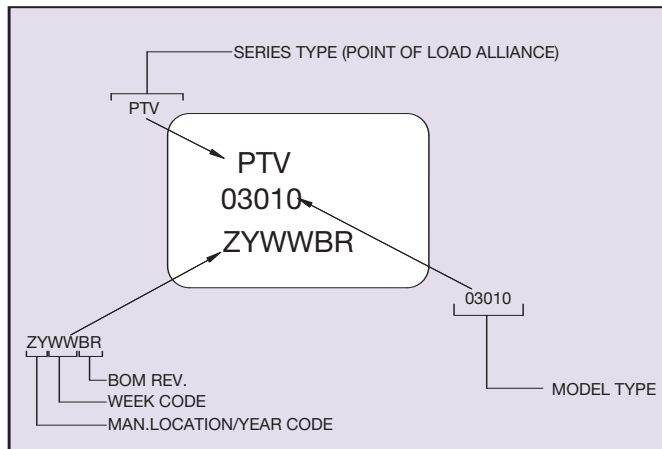 SERIES TYPE (POINT OF LOAD ALLIANCE)
PTV
PTV
03010
ZYWWBR
03010
ZYWWBR
BOM REV.
WEEK CODE
MAN.LOCATION/YEAR CODE
MODEL TYPE